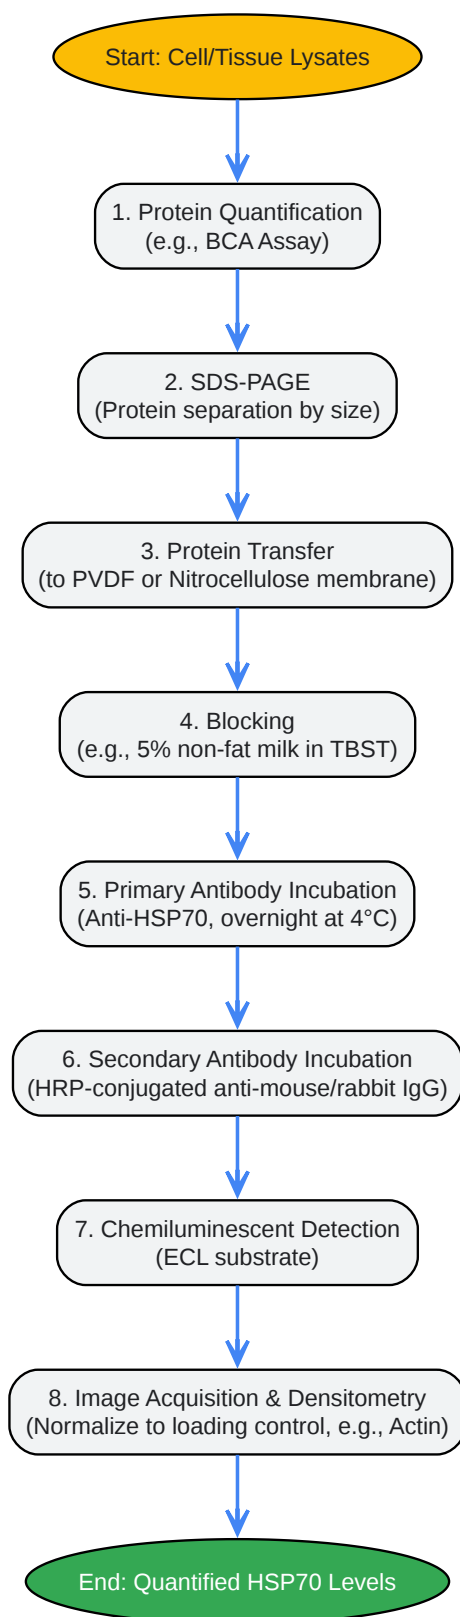 Start: Cell/Tissue Lysates
1. Protein Quantification
(e.g., BCA Assay)
2. SDS-PAGE
(Protein separation by size)
3. Protein Transfer
(to PVDF or Nitrocellulose membrane)
4. Blocking
(e.g., 5% non-fat milk in TBST)
5. Primary Antibody Incubation
(Anti-HSP70, overnight at 4°C)
6. Secondary Antibody Incubation
(HRP-conjugated anti-mouse/rabbit IgG)
7. Chemiluminescent Detection
(ECL substrate)
8. Image Acquisition & Densitometry
(Normalize to loading control, e.g., Actin)
End: Quantified HSP70 Levels